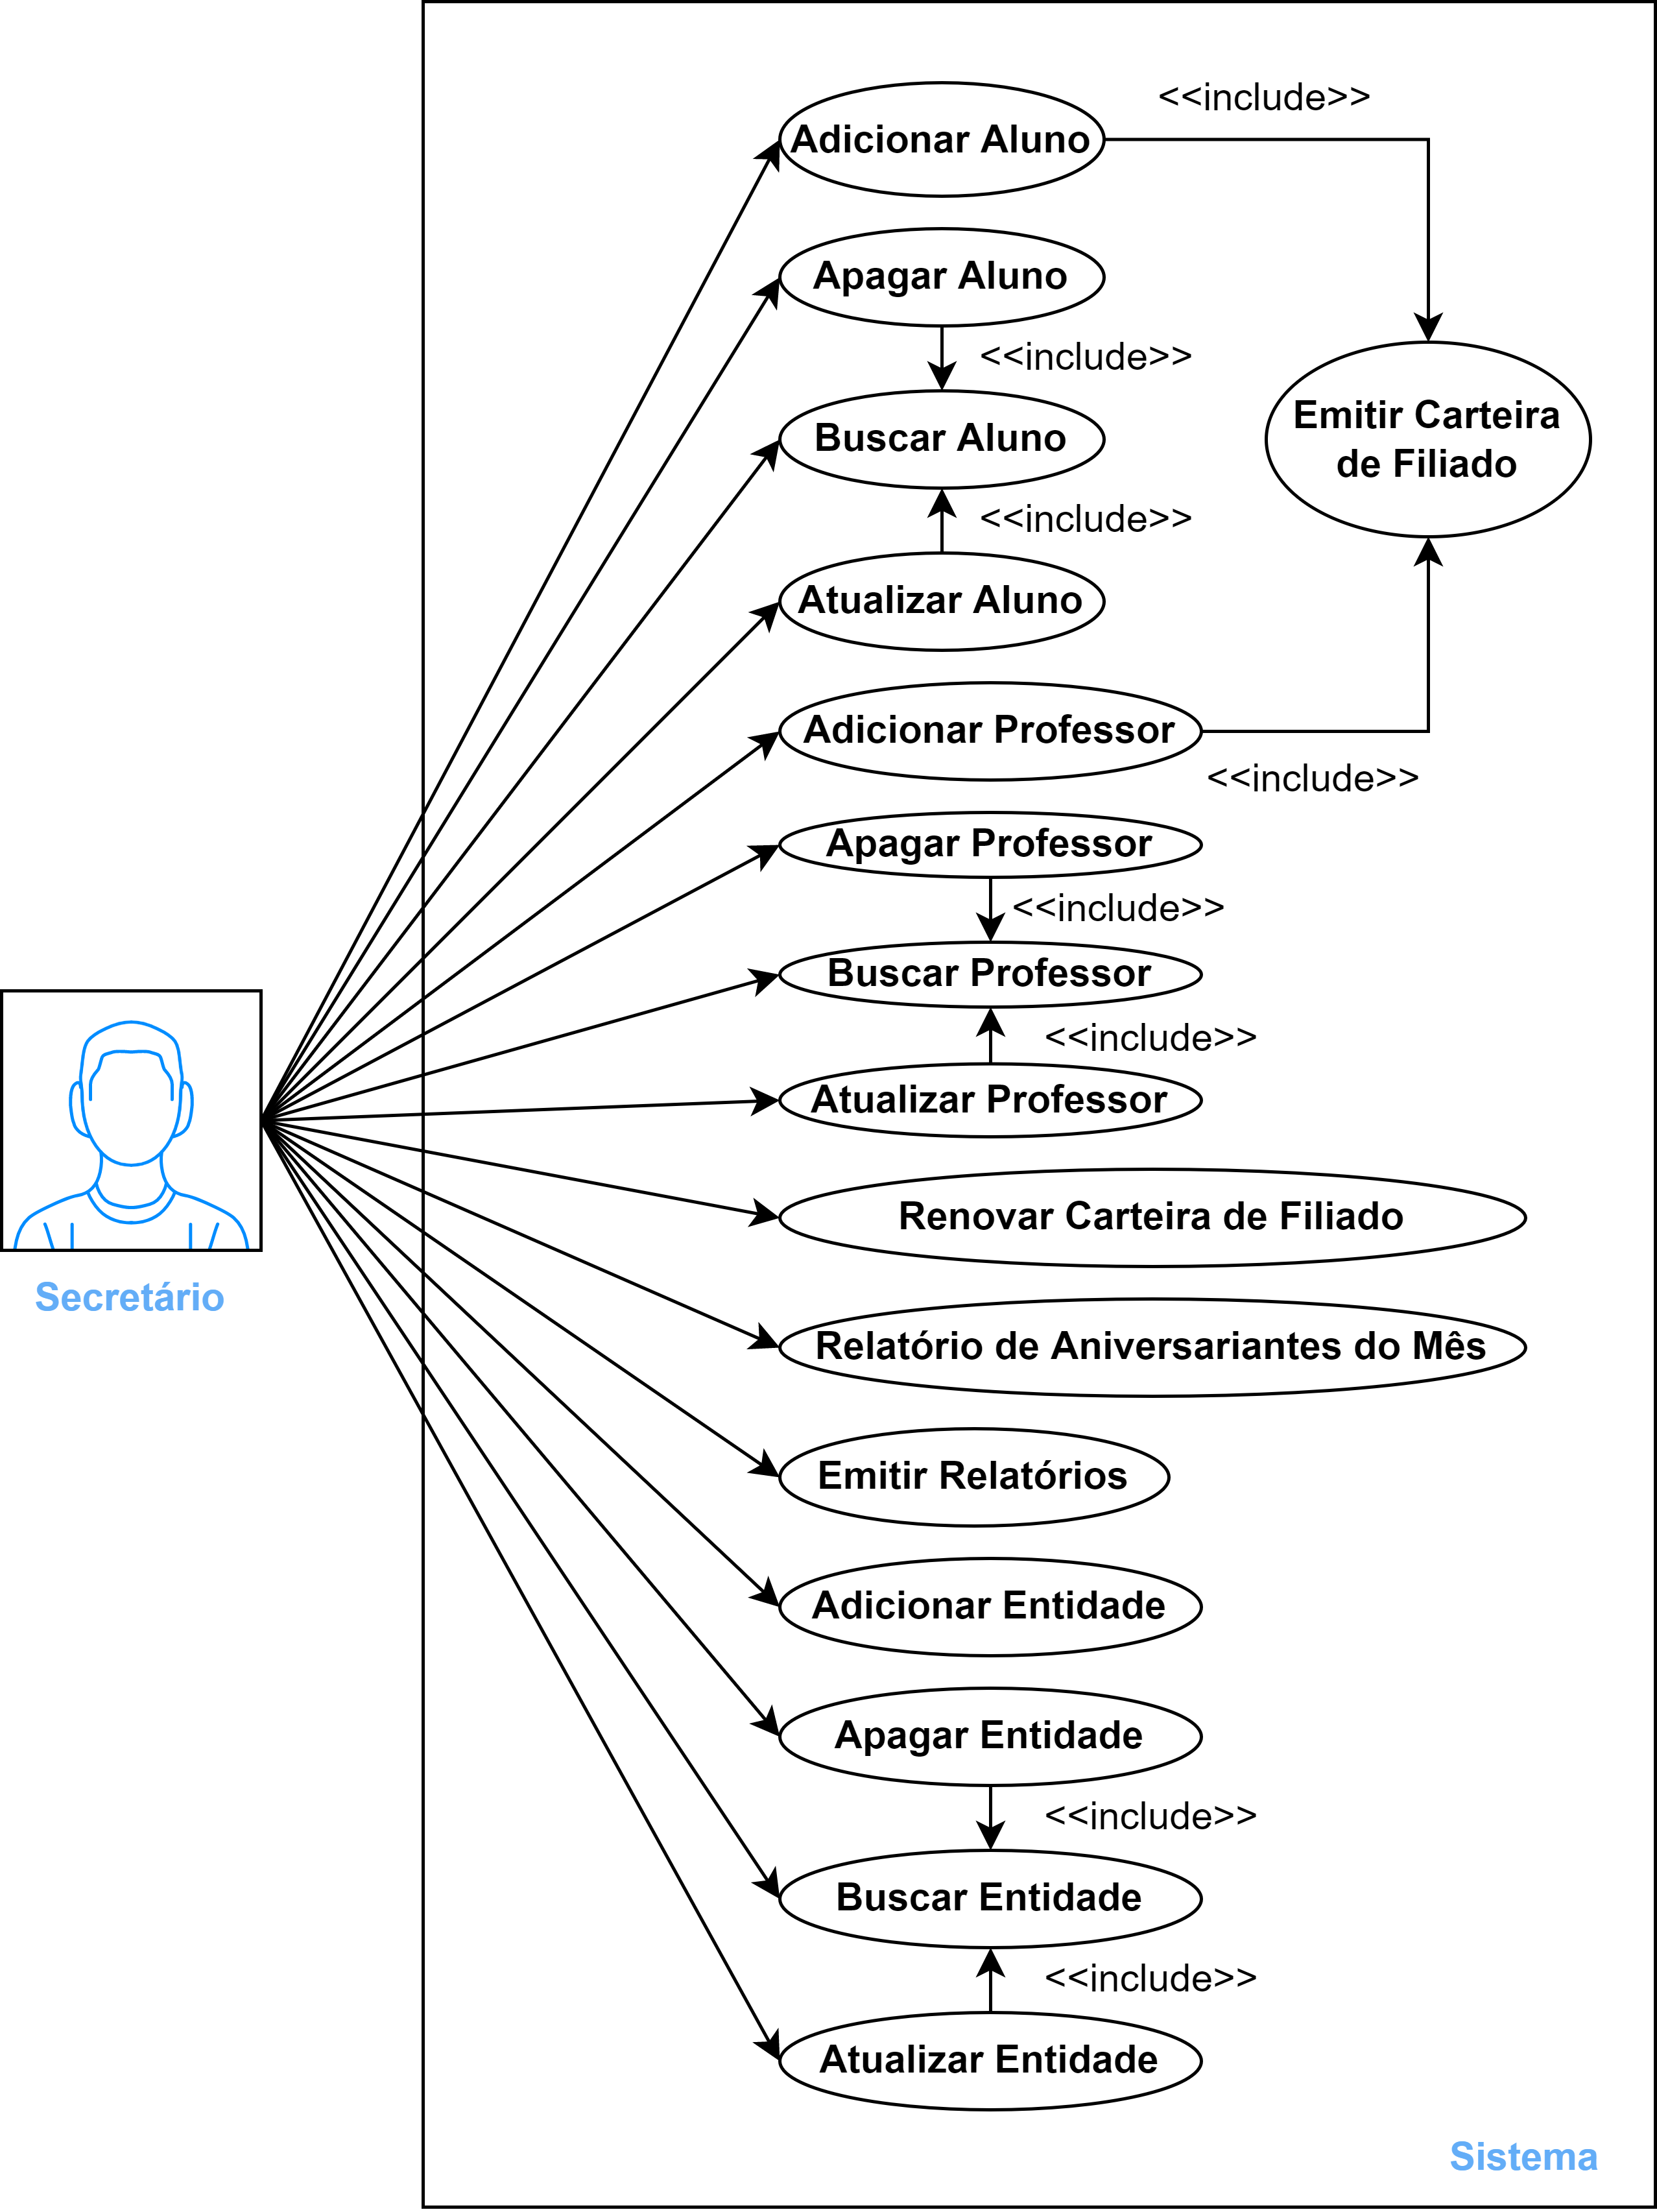 Adicionar Aluno
<<include>>
Apagar Aluno
<<include>>
Buscar Aluno
Emitir Carteira
de Filiado
<<include>>
Atualizar Aluno
Adicionar Professor
<<include>>
Apagar Professor
<<include>>
Buscar Professor
<<include>>
Atualizar Professor
Renovar Carteira de Filiado
Secretário
Relatório de Aniversariantes do Mês
Emitir Relatórios
Adicionar Entidade
Apagar Entidade
<<include>>
Buscar Entidade
<<include>>
Atualizar Entidade
Sistema